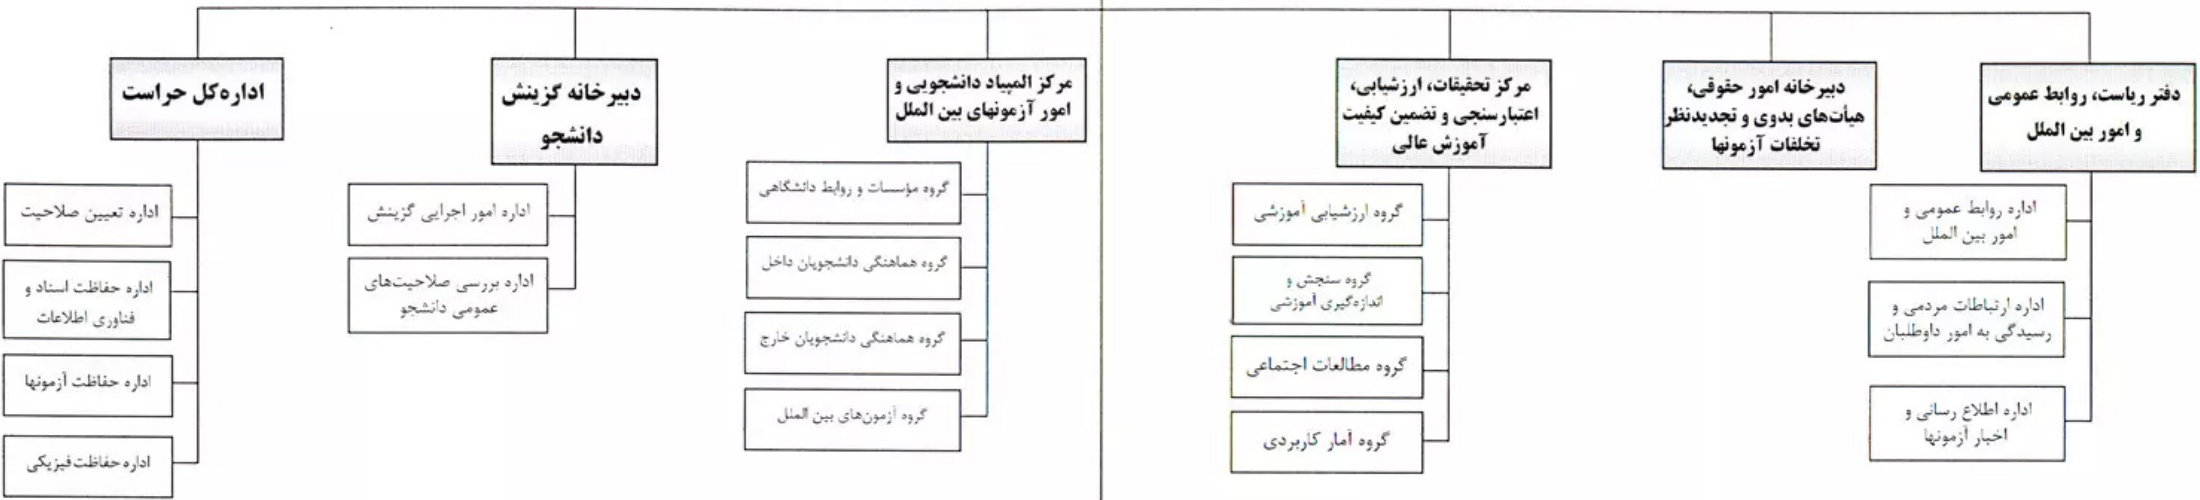 دفتر ریاست، روابط عمومی
و امور بین الملل
اداره روابط عمومی و
امور بین الملل
اداره ارتباطات مردمی و
رسیدگی به امور داوطلبان
اداره اطلاع رسانی و
اخبار آزمونها
دبیرخانه امور حقوقی،
هیأت‌های بدوی و تجدیدنظر
تخلفات آزمونها
مرکز تحقیقات، ارزشیابی،
اعتبارسنجی و تضمین کیفیت
آموزش عالی
گروه ارزشیابی آموزشی
گروه سنجش و
اندازه‌گیری آموزشی
گروه مطالعات اجتماعی
گروه آمار کاربردی
مرکز المپیاد دانشجویی و
امور آزمونهای بین الملل
گروه مؤسسات و روابط دانشگاهی
گروه هماهنگی دانشجویان داخل
گروه هماهنگی دانشجویان خارج
گروه آزمون‌های بین الملل
دبیرخانه گزینش
دانشجو
اداره امور اجرایی گزینش
اداره بررسی صلاحیت‌های
عمومی دانشجو
اداره‌کل حراست
اداره تعیین صلاحیت
اداره حفاظت اسناد و
فناوری اطلاعات
اداره حفاظت آزمونها
اداره حفاظت فیزیکی